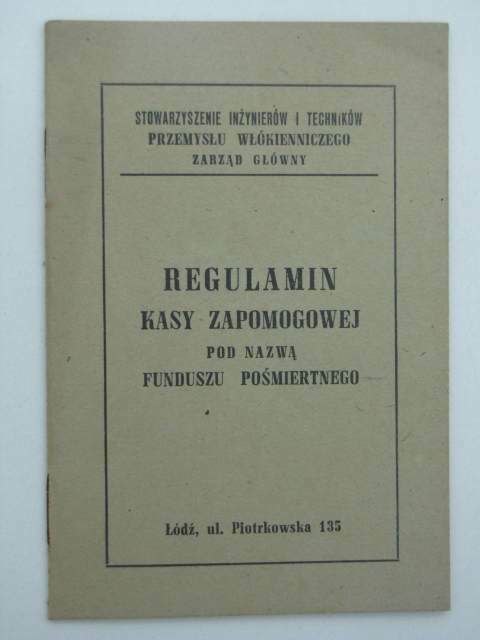 STOWARZYSZENIE INŻYNIERÓW I TECHNIKÓW
PRZEMYSŁU WŁÓKIENNICZEGO
ZARZĄD GŁÓWNY
REGULAMIN
KASY ZAPOMOGOWEJ
POD NAZWĄ
FUNDUSZU POŚMIERTNEGO
Łódź, ul. Piotrkowska 135